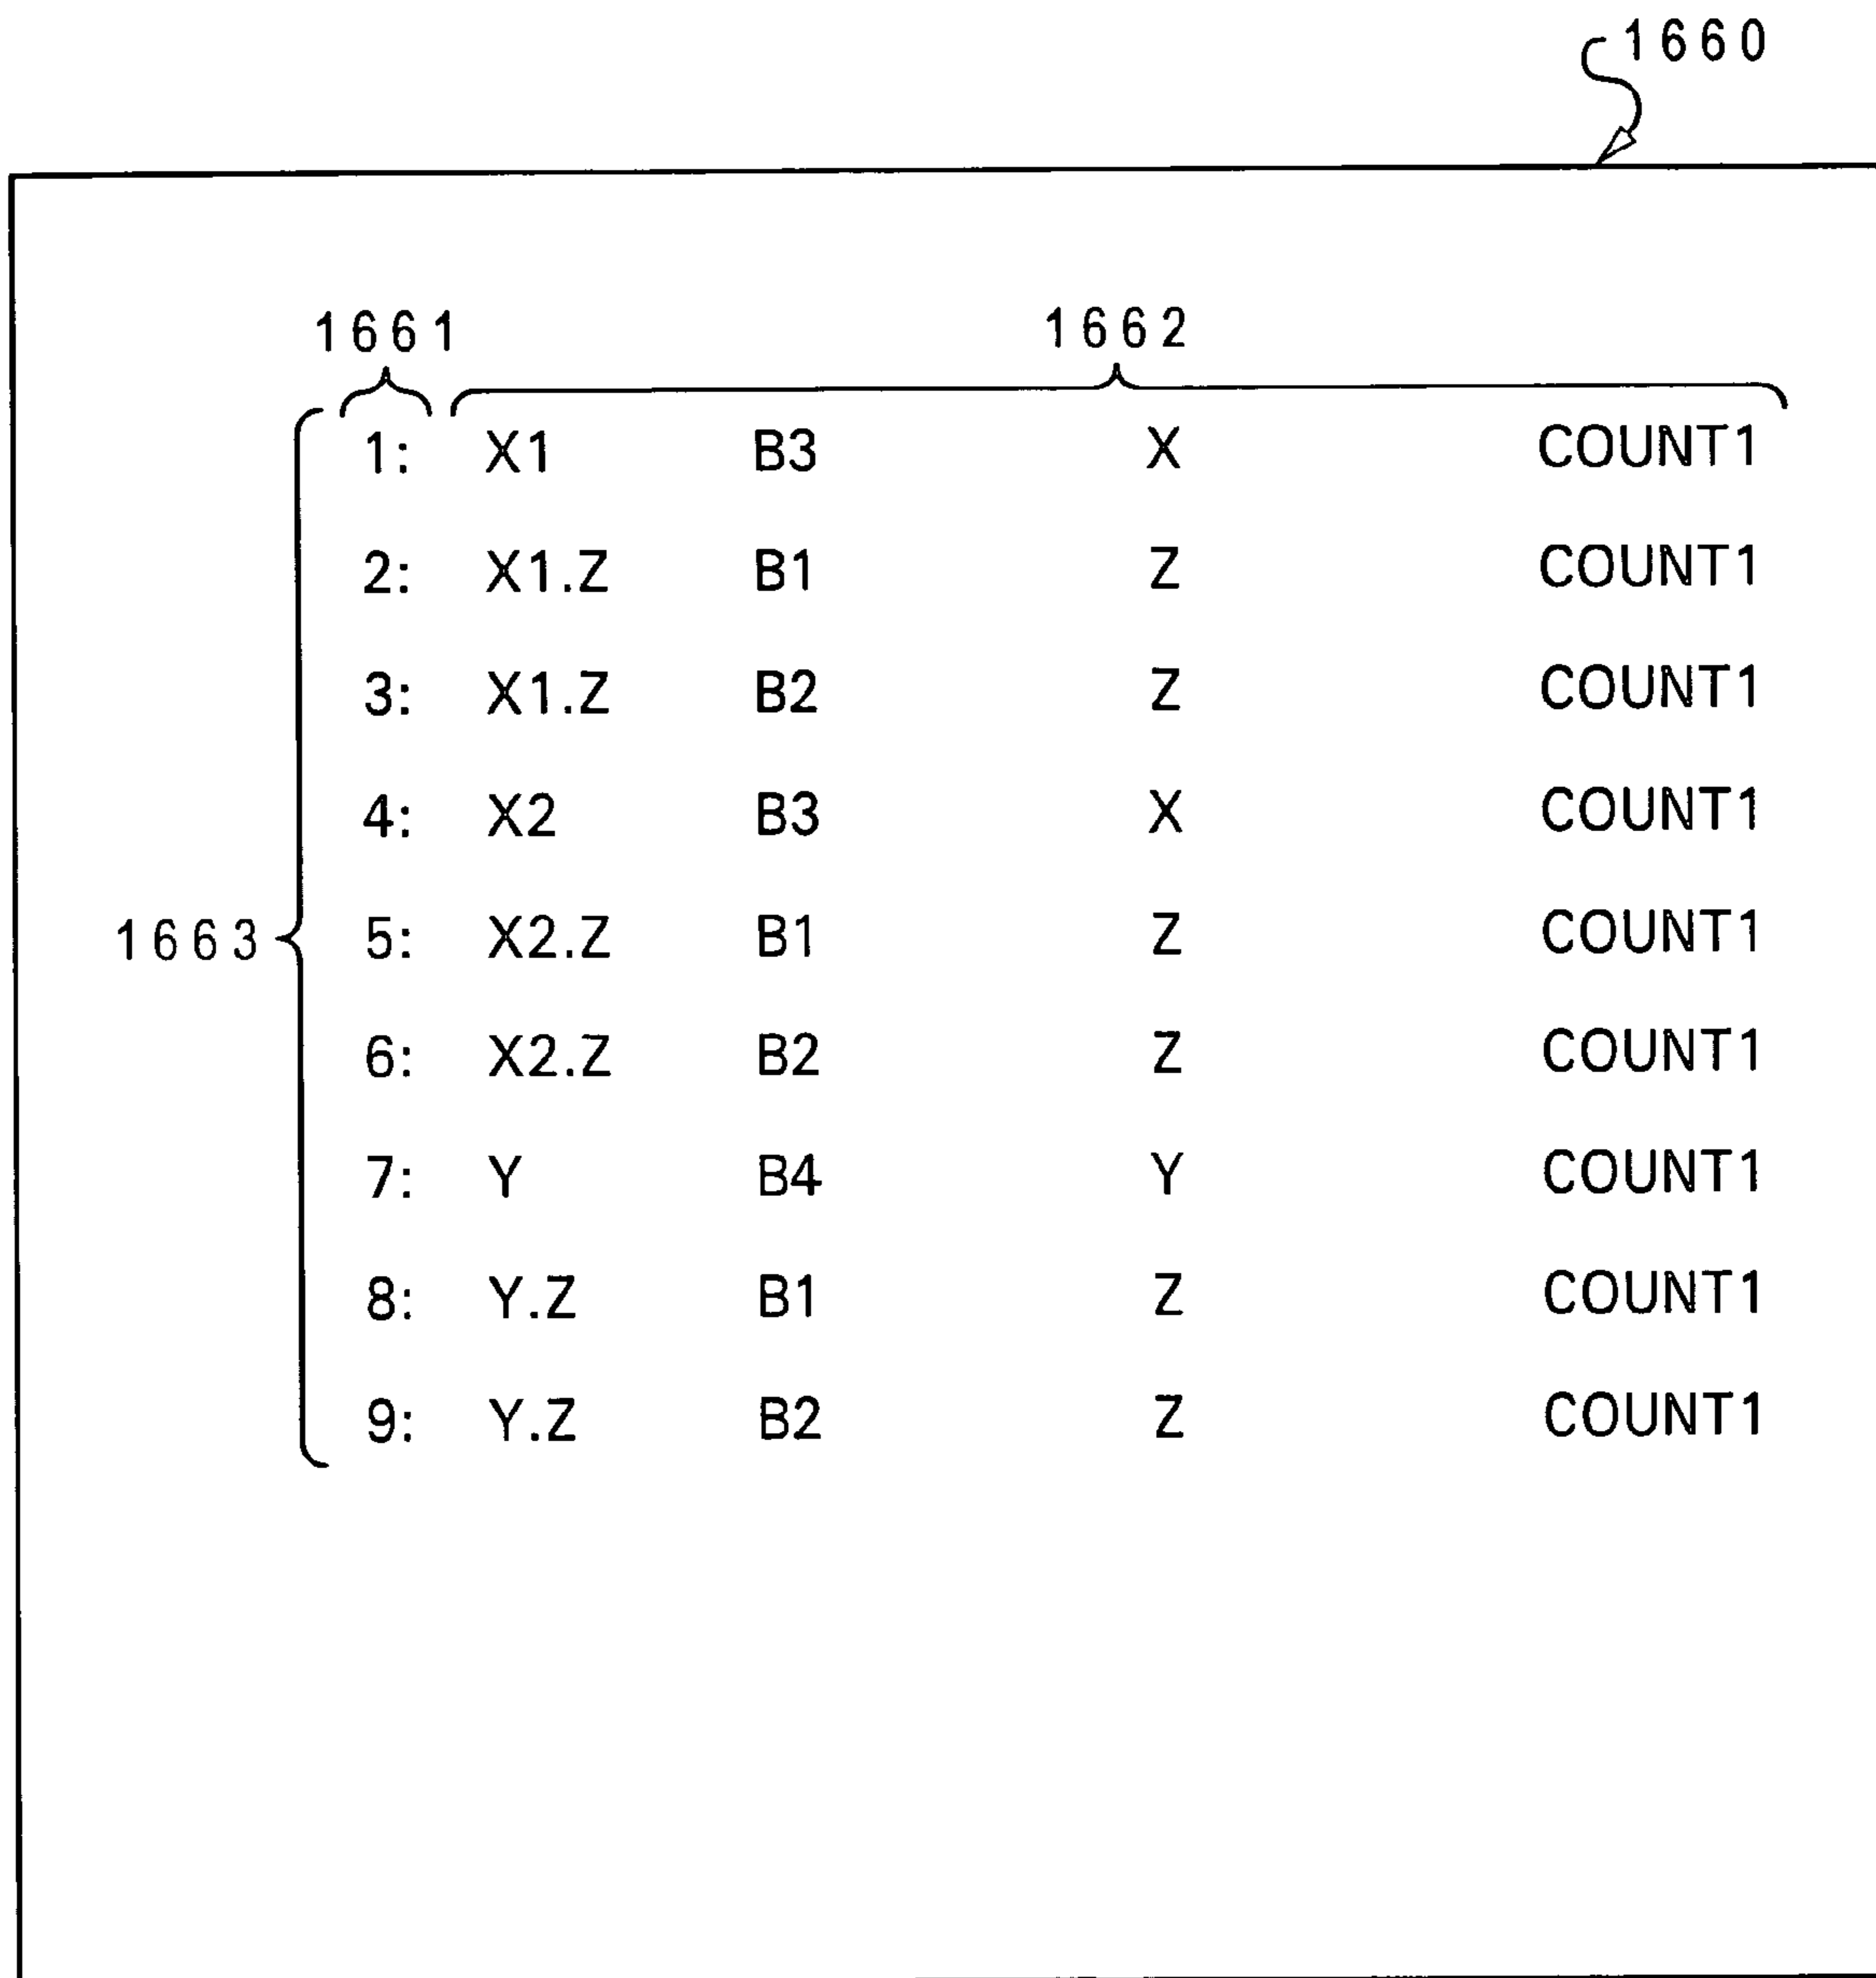 1660
1661 1662
1: X1 B3 X COUNT1
2: X1.Z B1 Z COUNT1
3: X1.Z B2 Z COUNT1
4: X2 B3 X COUNT1
1663 5: X2.Z B1 Z COUNT1
6: X2.Z B2 Z COUNT1
7: Y B4 Y COUNT1
8: Y.Z B1 Z COUNT1
9: Y.Z B2 Z COUNT1